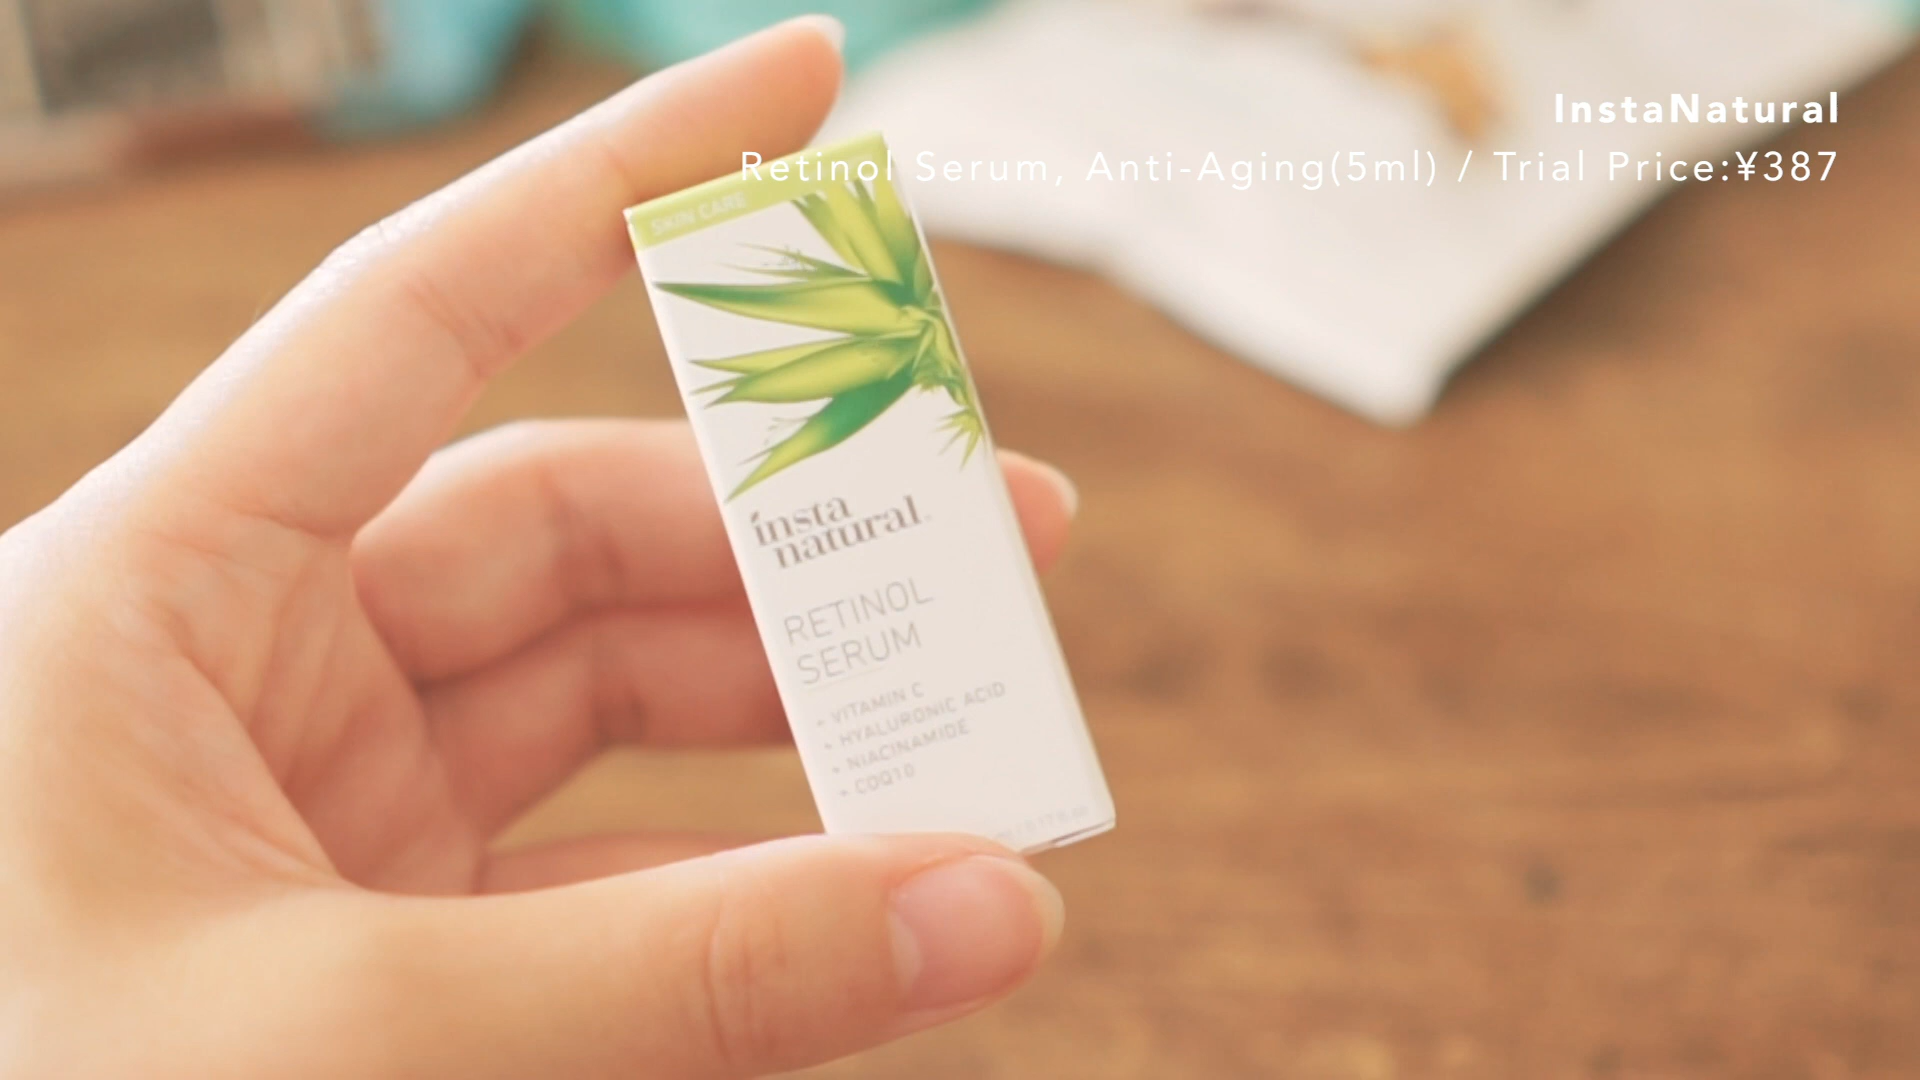 InstaNatural
Retinol Serum, Anti-Aging(5ml) / Trial Price:¥387
SKIN CARE
insta
natural
RETINOL
SERUM
+ VITAMIN C
+ HYALURONIC ACID
+ NIACINAMIDE
+ COQ10